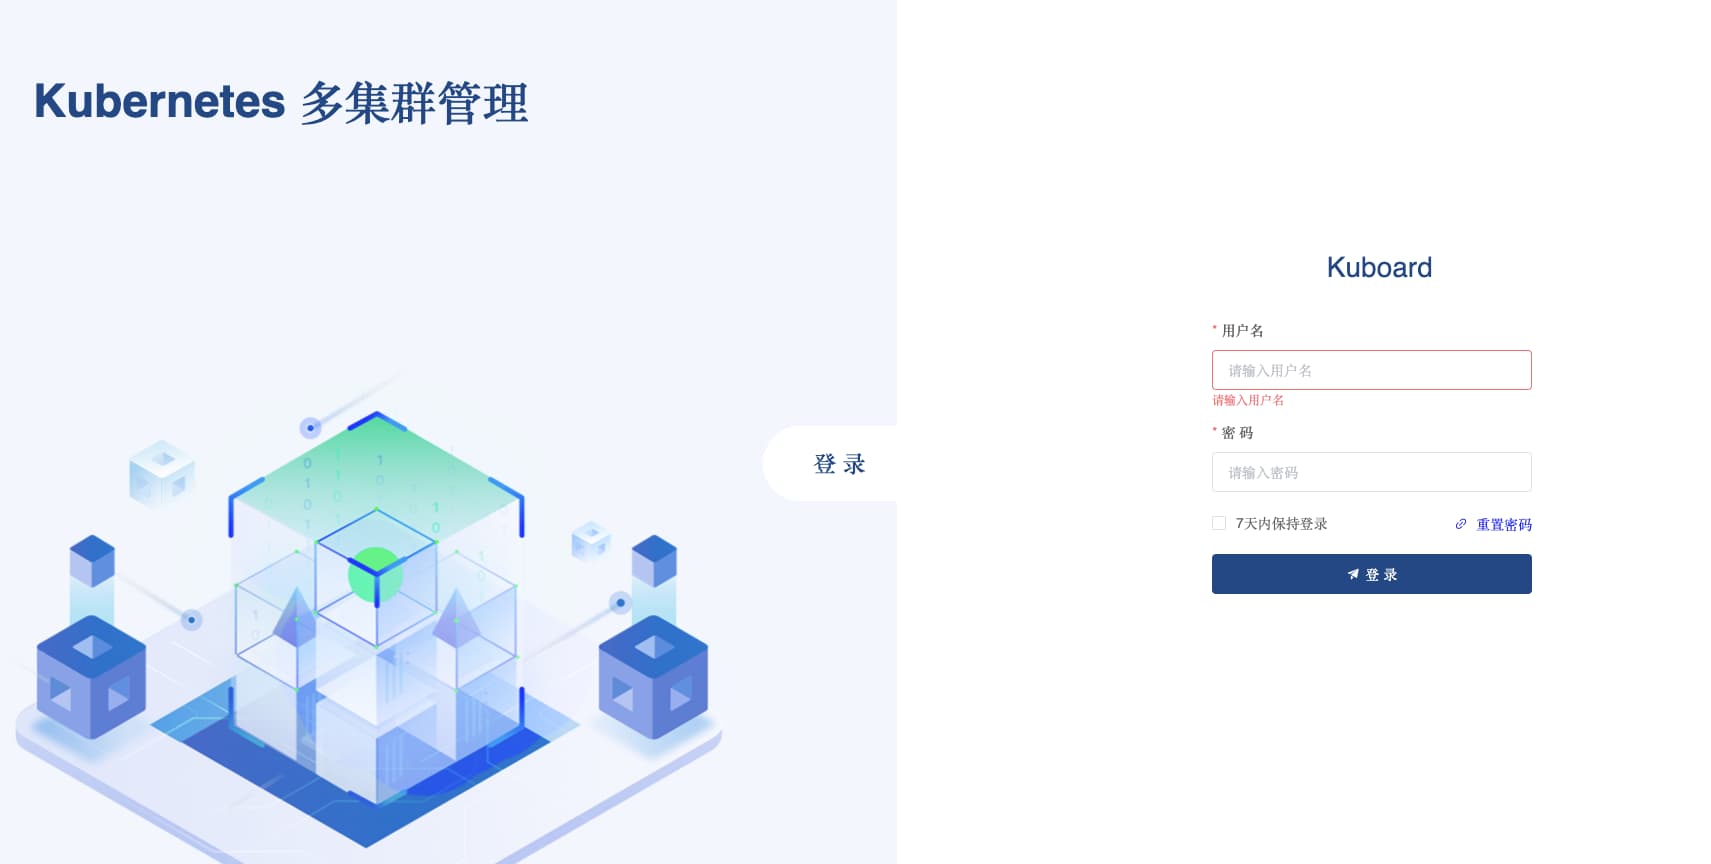 Kubernetes 多集群管理
登 录
Kuboard
* 用户名
请输入用户名
请输入用户名
* 密 码
请输入密码
7天内保持登录
重置密码
登 录